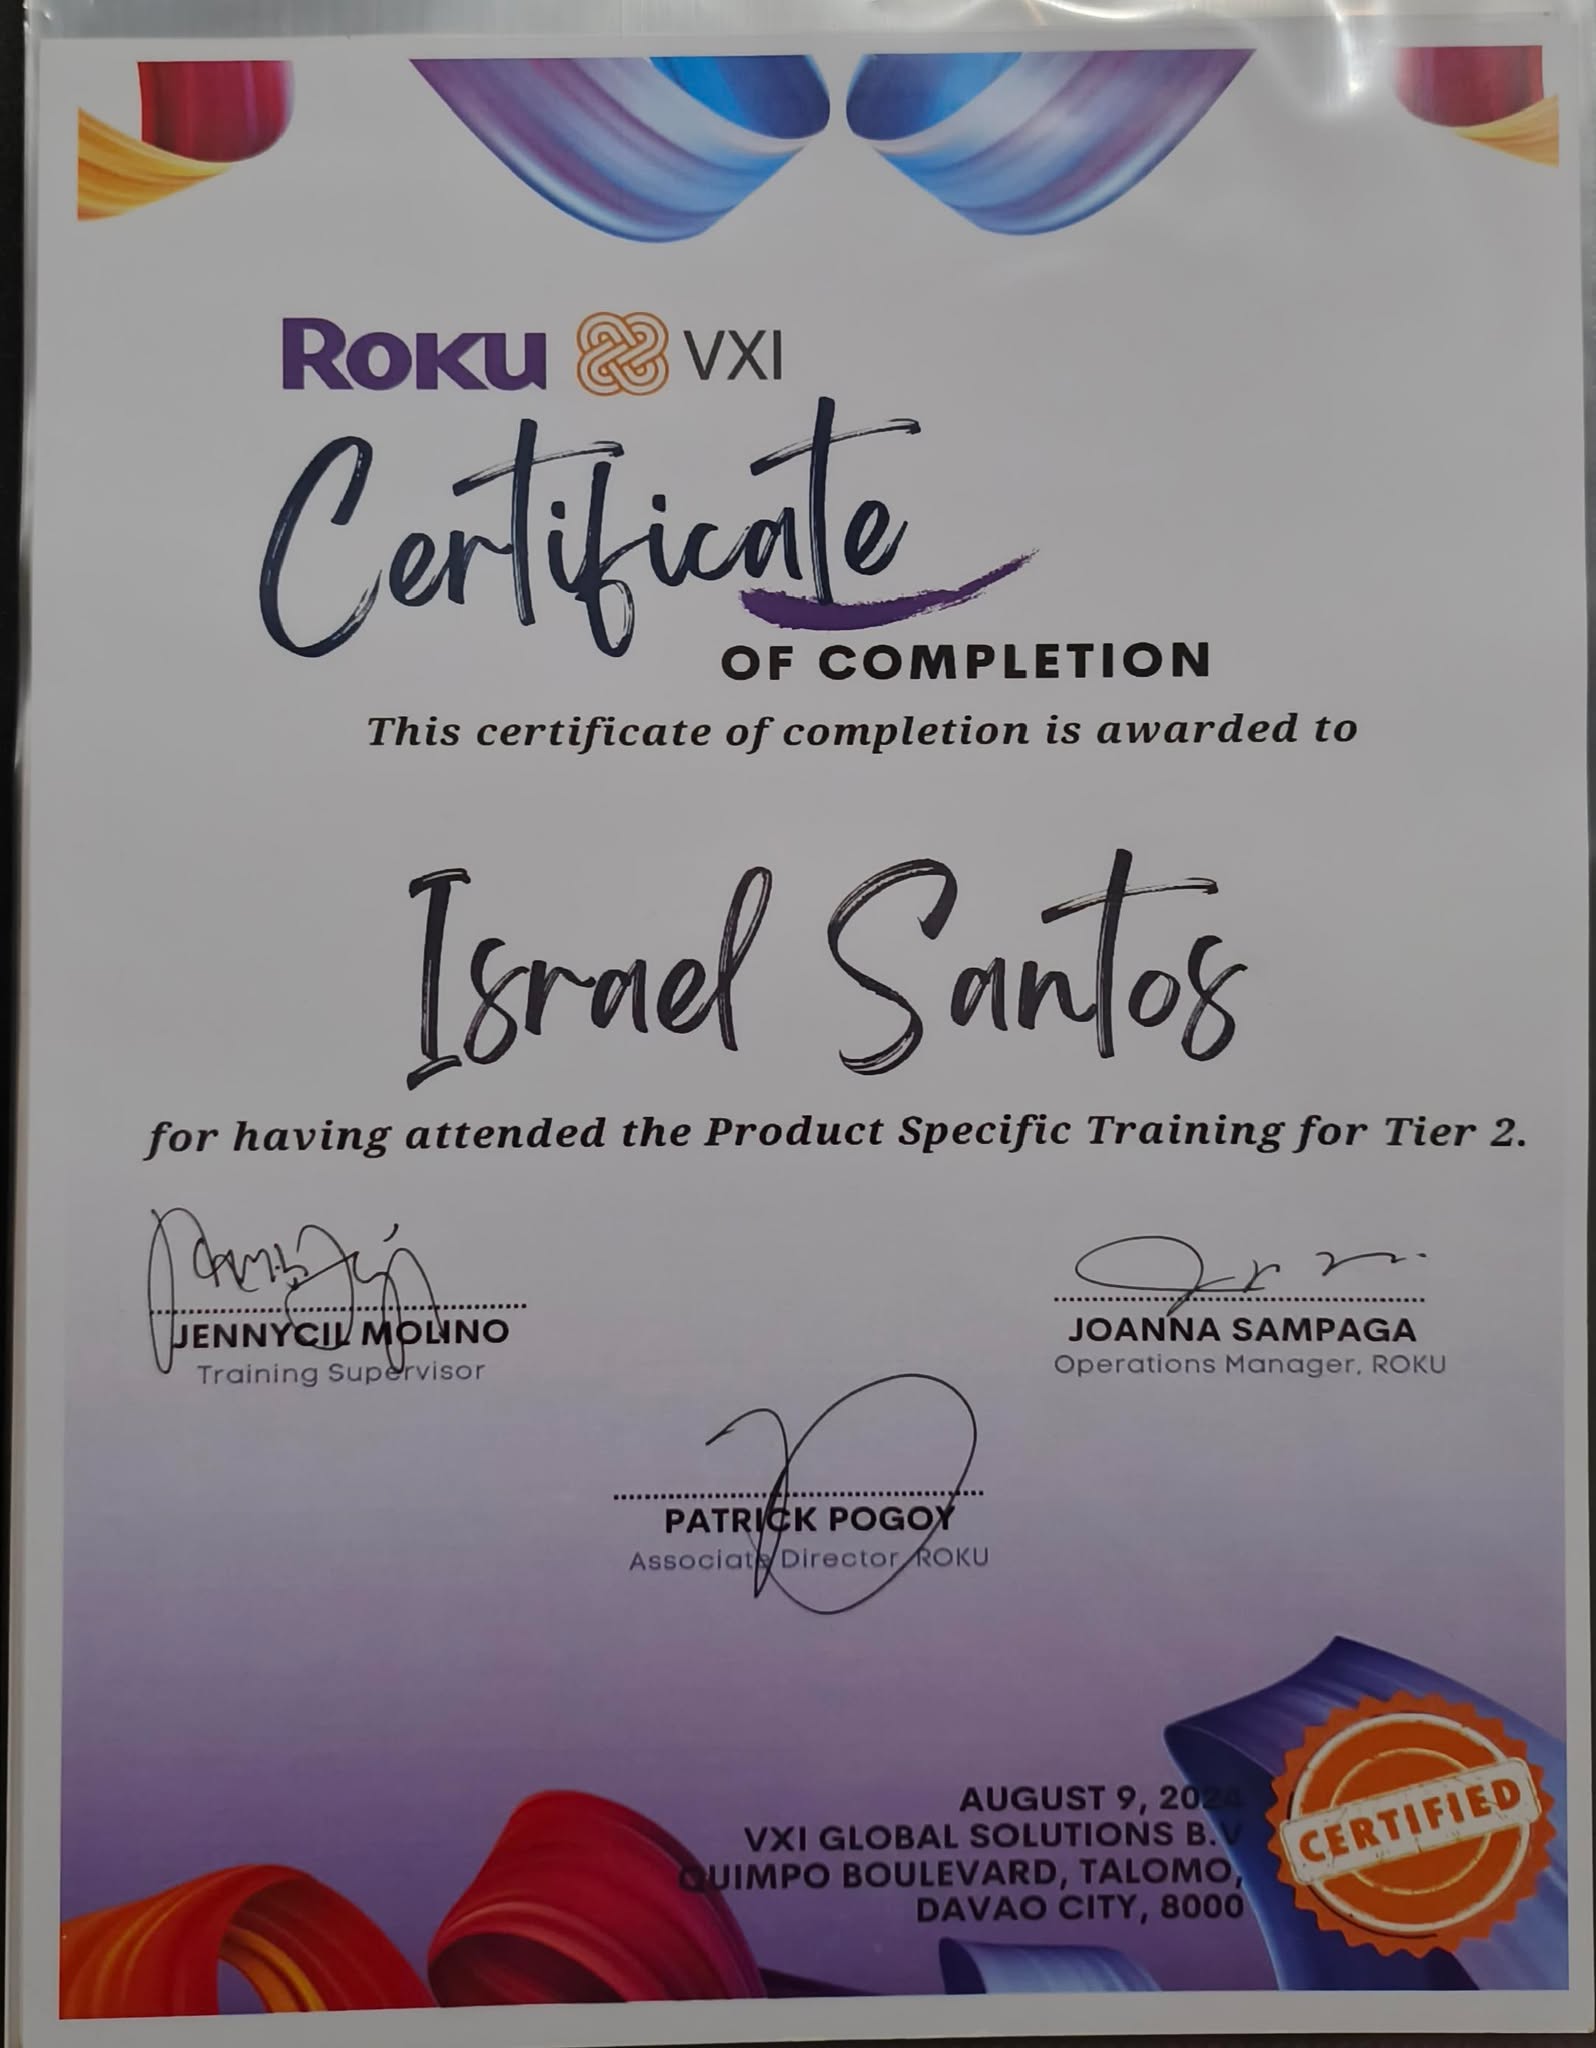 ROKU VXI
Certificate
OF COMPLETION
This certificate of completion is awarded to
Israel Santos
for having attended the Product Specific Training for Tier 2.
JENNYCIL MOLINO
Training Supervisor
JOANNA SAMPAGA
Operations Manager, ROKU
PATRICK POGOY
Associate Director, ROKU
AUGUST 9, 2024
VXI GLOBAL SOLUTIONS B.V
QUIMPO BOULEVARD, TALOMO,
DAVAO CITY, 8000
CERTIFIED